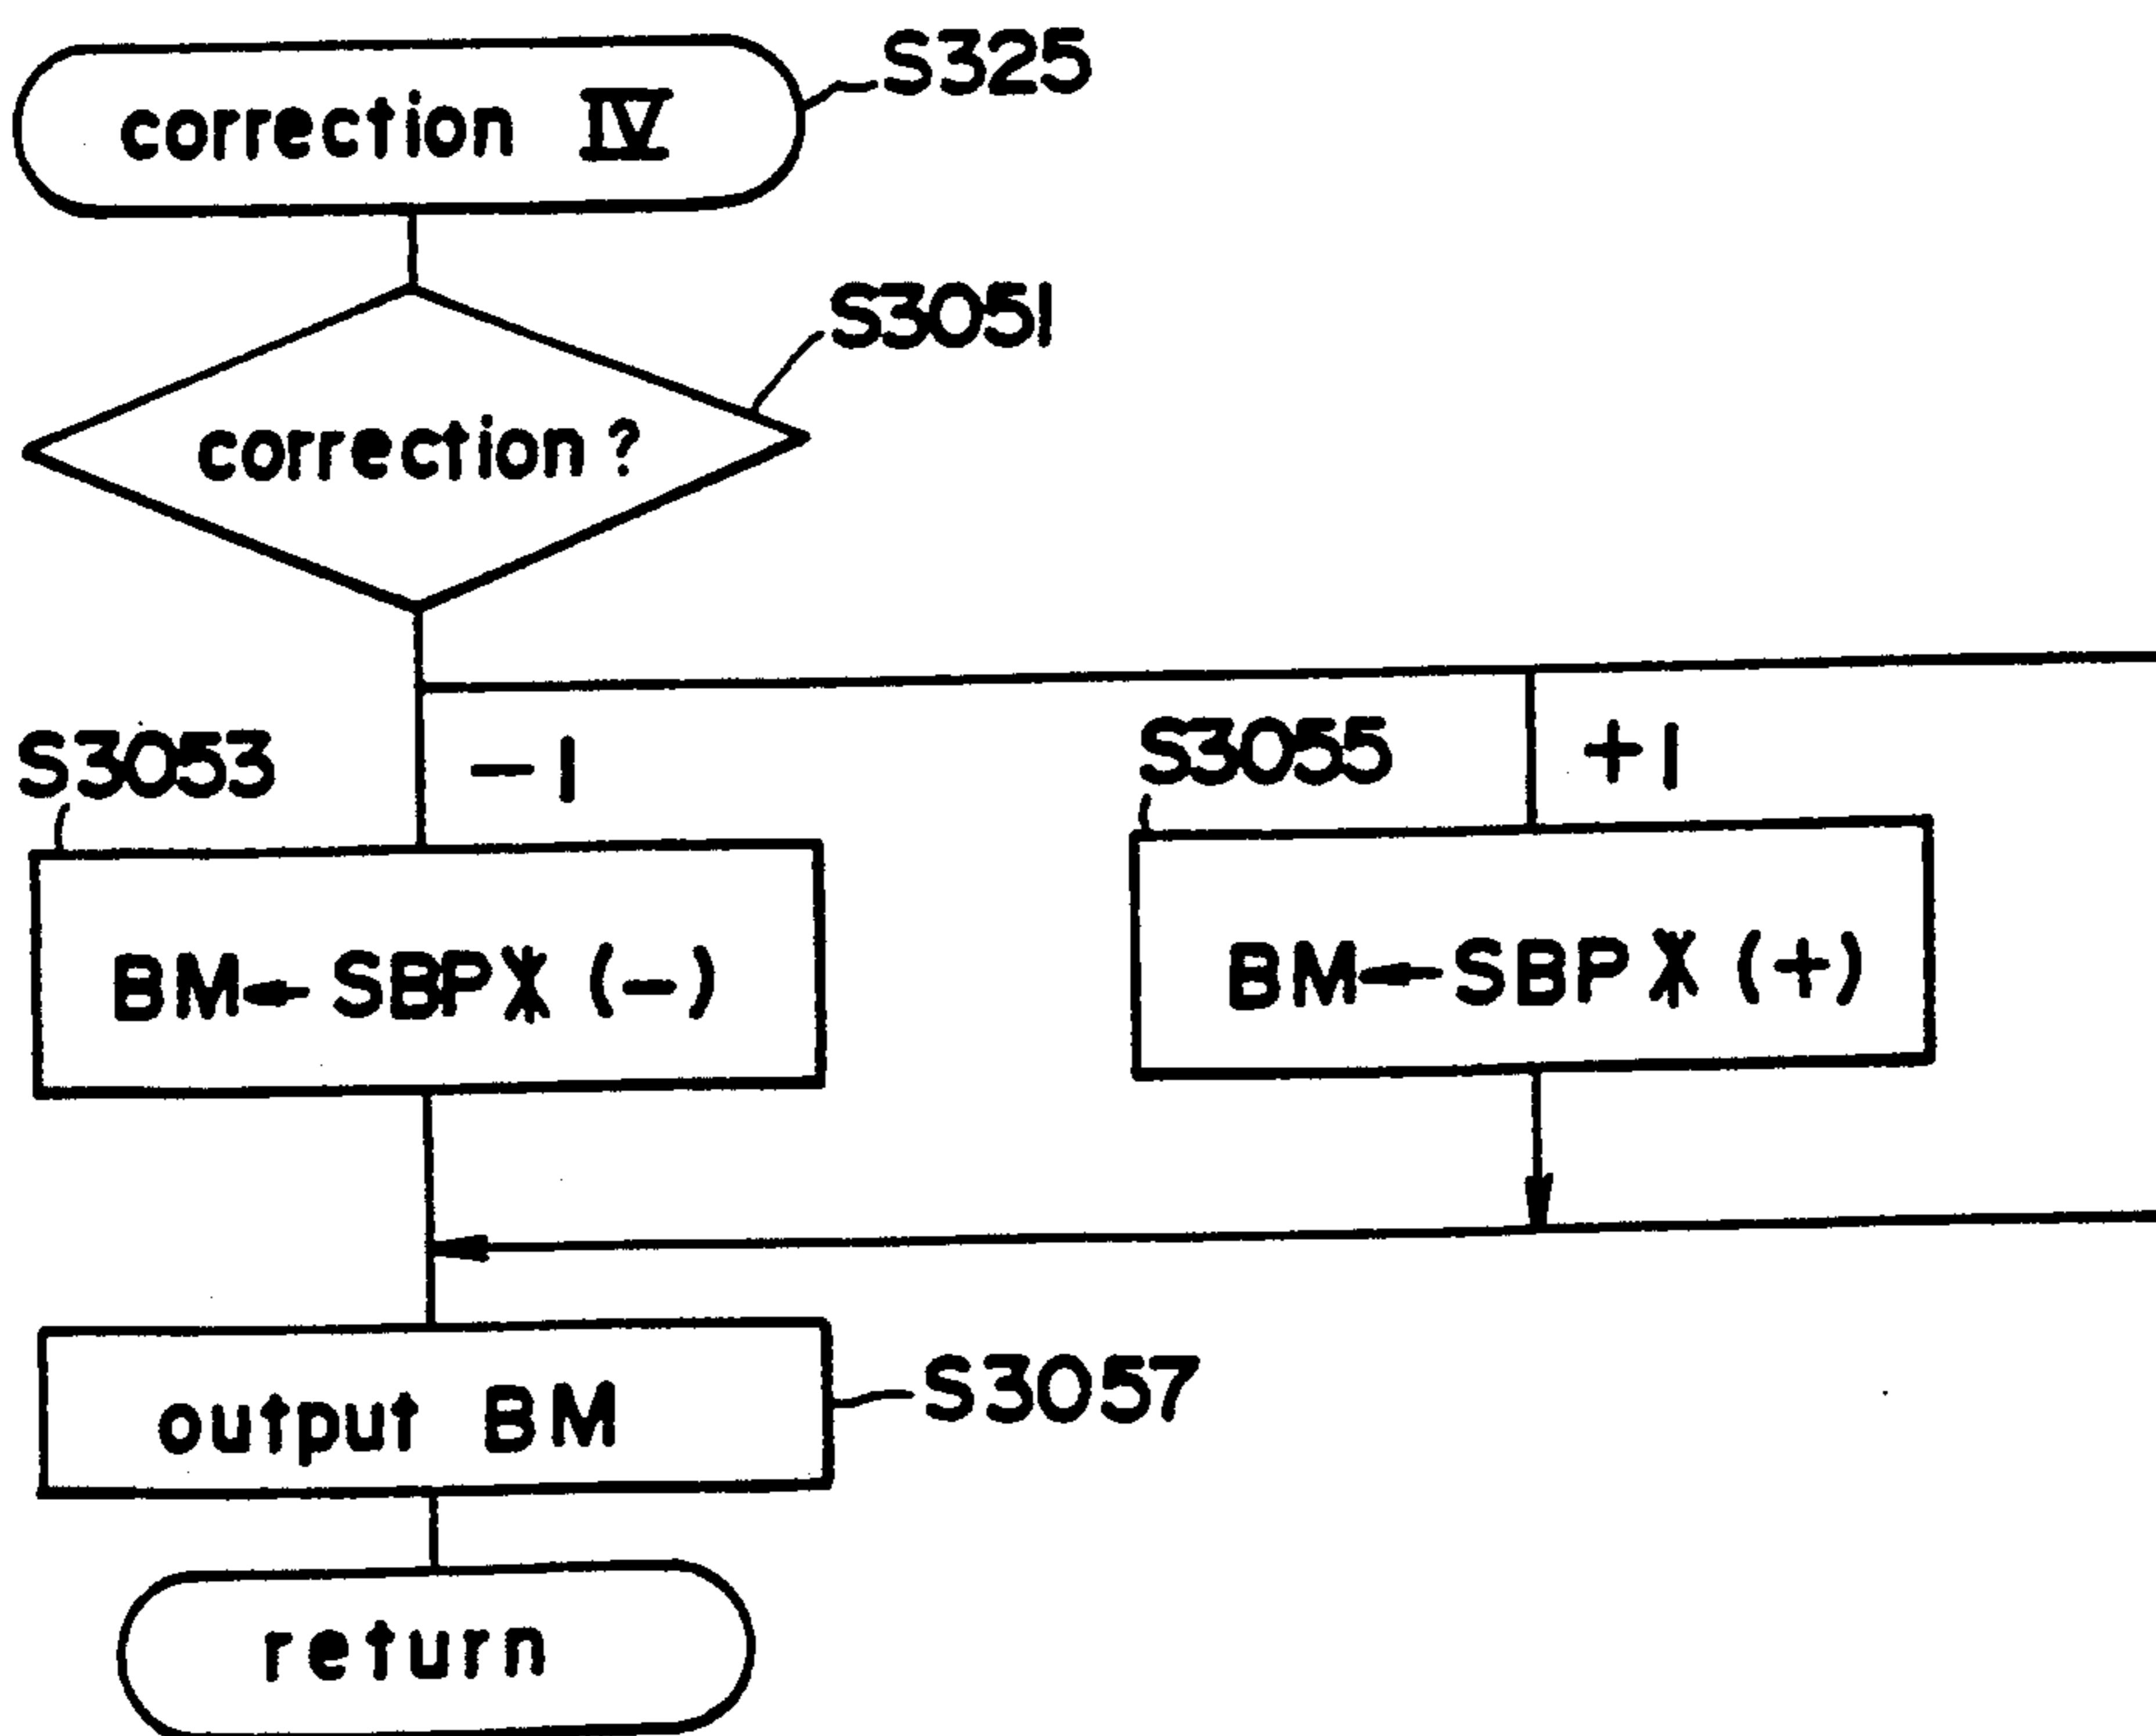 correction IV
S325
S3051
correction?
S3053
-1
S3055
+1
BM←SBPX(-)
BM←SBPX(+)
output BM
S3057
return